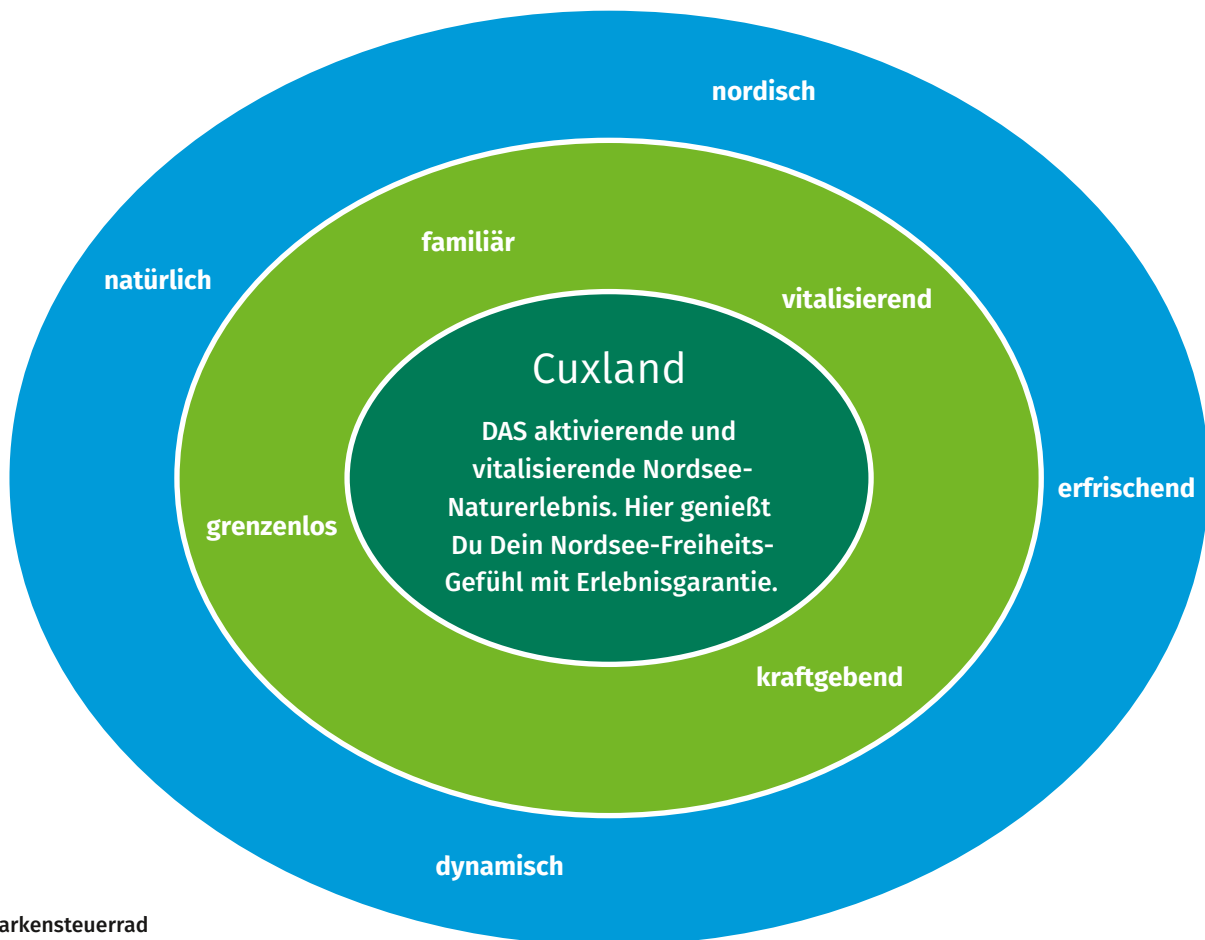 nordisch
familiär
natürlich
vitalisierend
Cuxland
DAS aktivierende und
vitalisierende Nordsee-
Naturerlebnis. Hier genießt
Du Dein Nordsee-Freiheits-
Gefühl mit Erlebnisgarantie.
erfrischend
grenzenlos
kraftgebend
dynamisch
arkensteuerrad